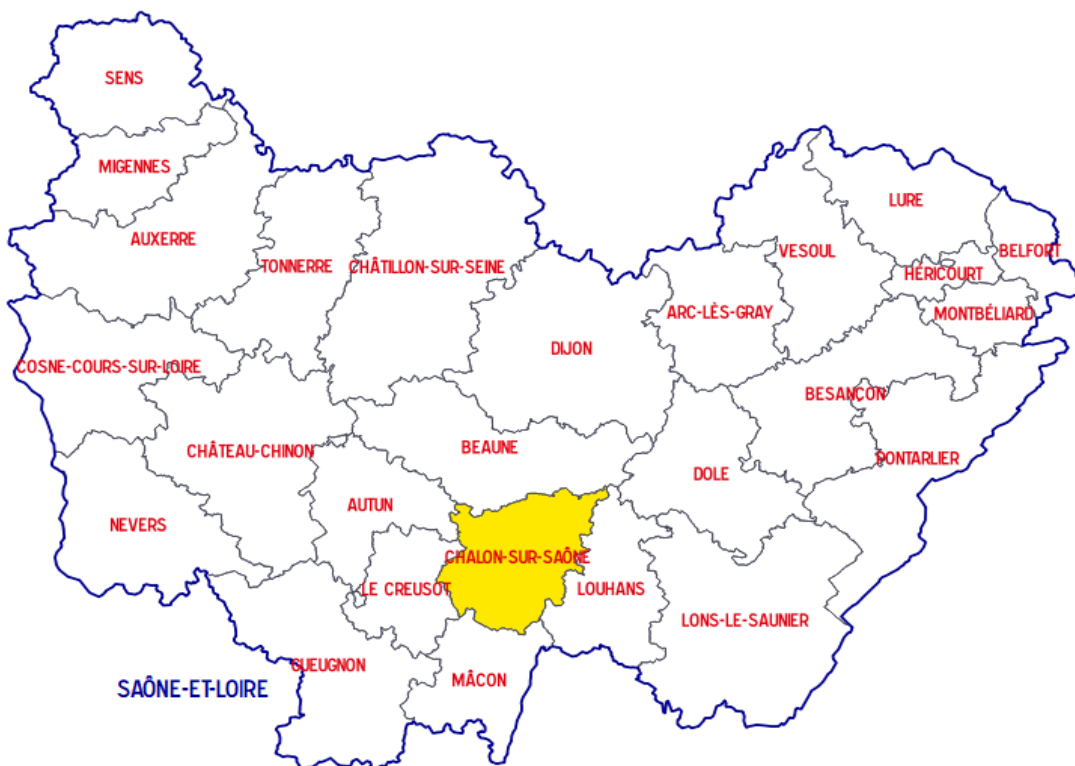 SENS
MIGENNES
LURE
AUXERRE
VESOUL
BELFORT
TONNERRE
CHÂTILLON-SUR-SEINE
HÉRICOURT
ARC-LÈS-GRAY
MONTBÉLIARD
DIJON
COSNE-COURS-SUR-LOIRE
BESANÇON
BEAUNE
CHÂTEAU-CHINON
PONTARLIER
DOLE
AUTUN
NEVERS
CHALON-SUR-SAÔNE
LE CREUSOT
LOUHANS
LONS-LE-SAUNIER
GUEUGNON
MÂCON
SAÔNE-ET-LOIRE